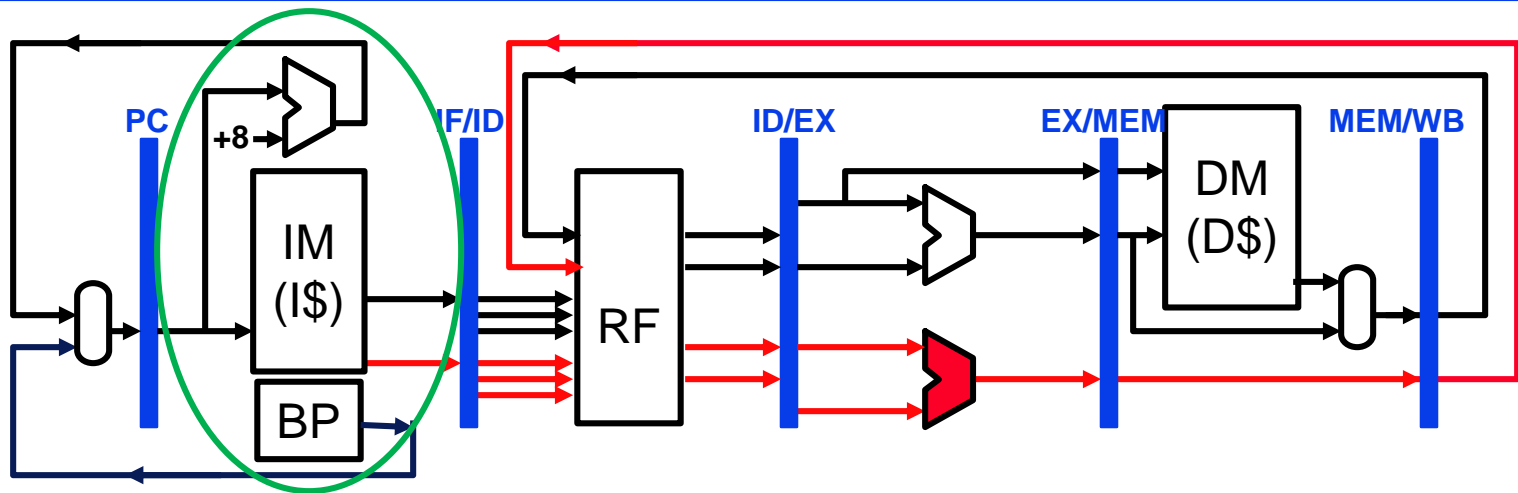 PC
+8
IF/ID
ID/EX
EX/MEM
MEM/WB
IM
(I$)
BP
RF
DM
(D$)